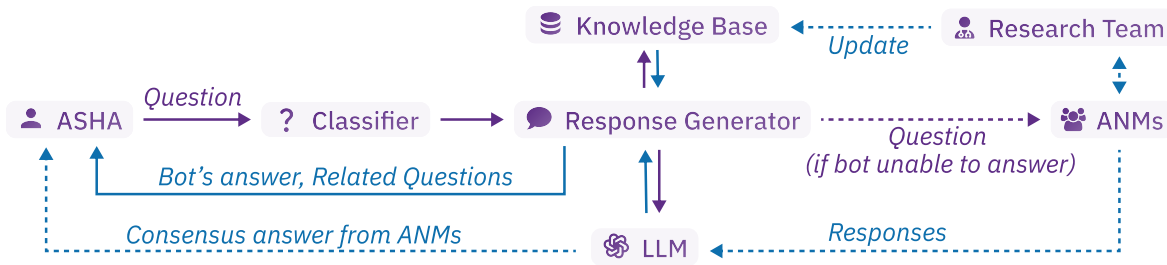 Knowledge Base
Research Team
Update
Question
ASHA
? Classifier
Response Generator
ANMs
Question
(if bot unable to answer)
Bot's answer, Related Questions
Consensus answer from ANMs
LLM
Responses